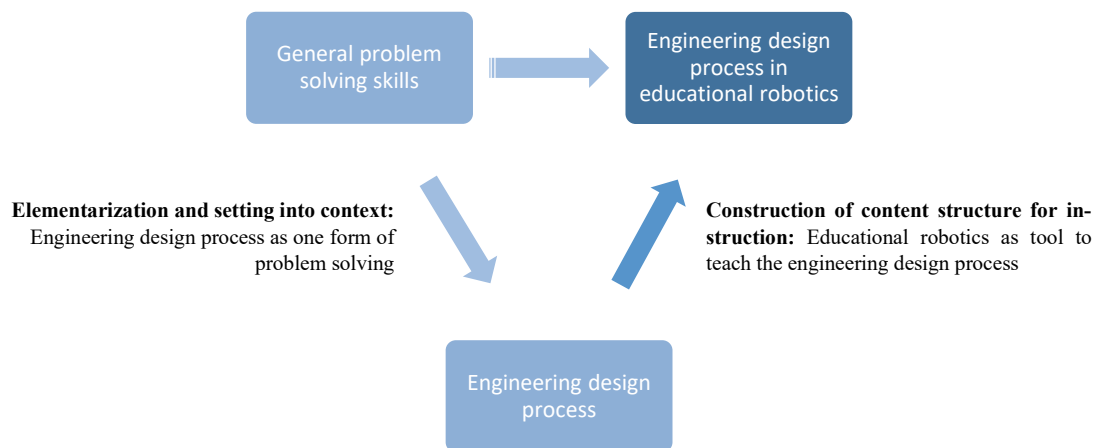 General problem
solving skills
Engineering design
process in
educational robotics
Elementarization and setting into context:
Engineering design process as one form of
problem solving
Construction of content structure for in-
struction: Educational robotics as tool to
teach the engineering design process
Engineering design
process